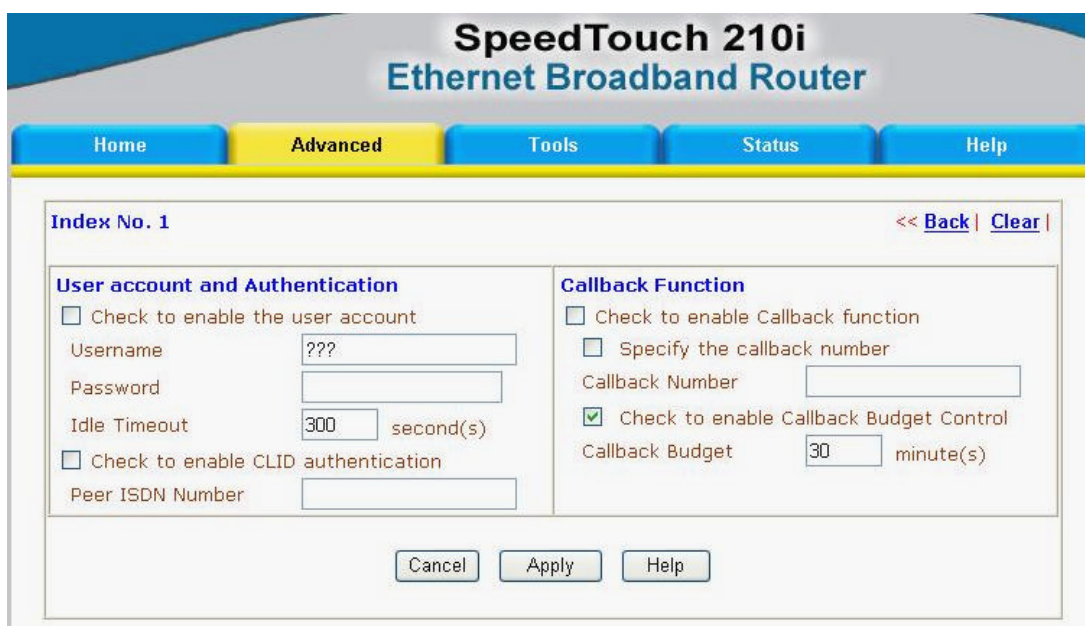 SpeedTouch 210i
Ethernet Broadband Router
Home Advanced Tools Status Help
Index No. 1
<< Back | Clear |
User account and Authentication
Check to enable the user account
Username ???
Password
Idle Timeout 300 second(s)
Check to enable CLID authentication
Peer ISDN Number
Callback Function
Check to enable Callback function
Specify the callback number
Callback Number
Check to enable Callback Budget Control
Callback Budget 30 minute(s)
Cancel Apply Help